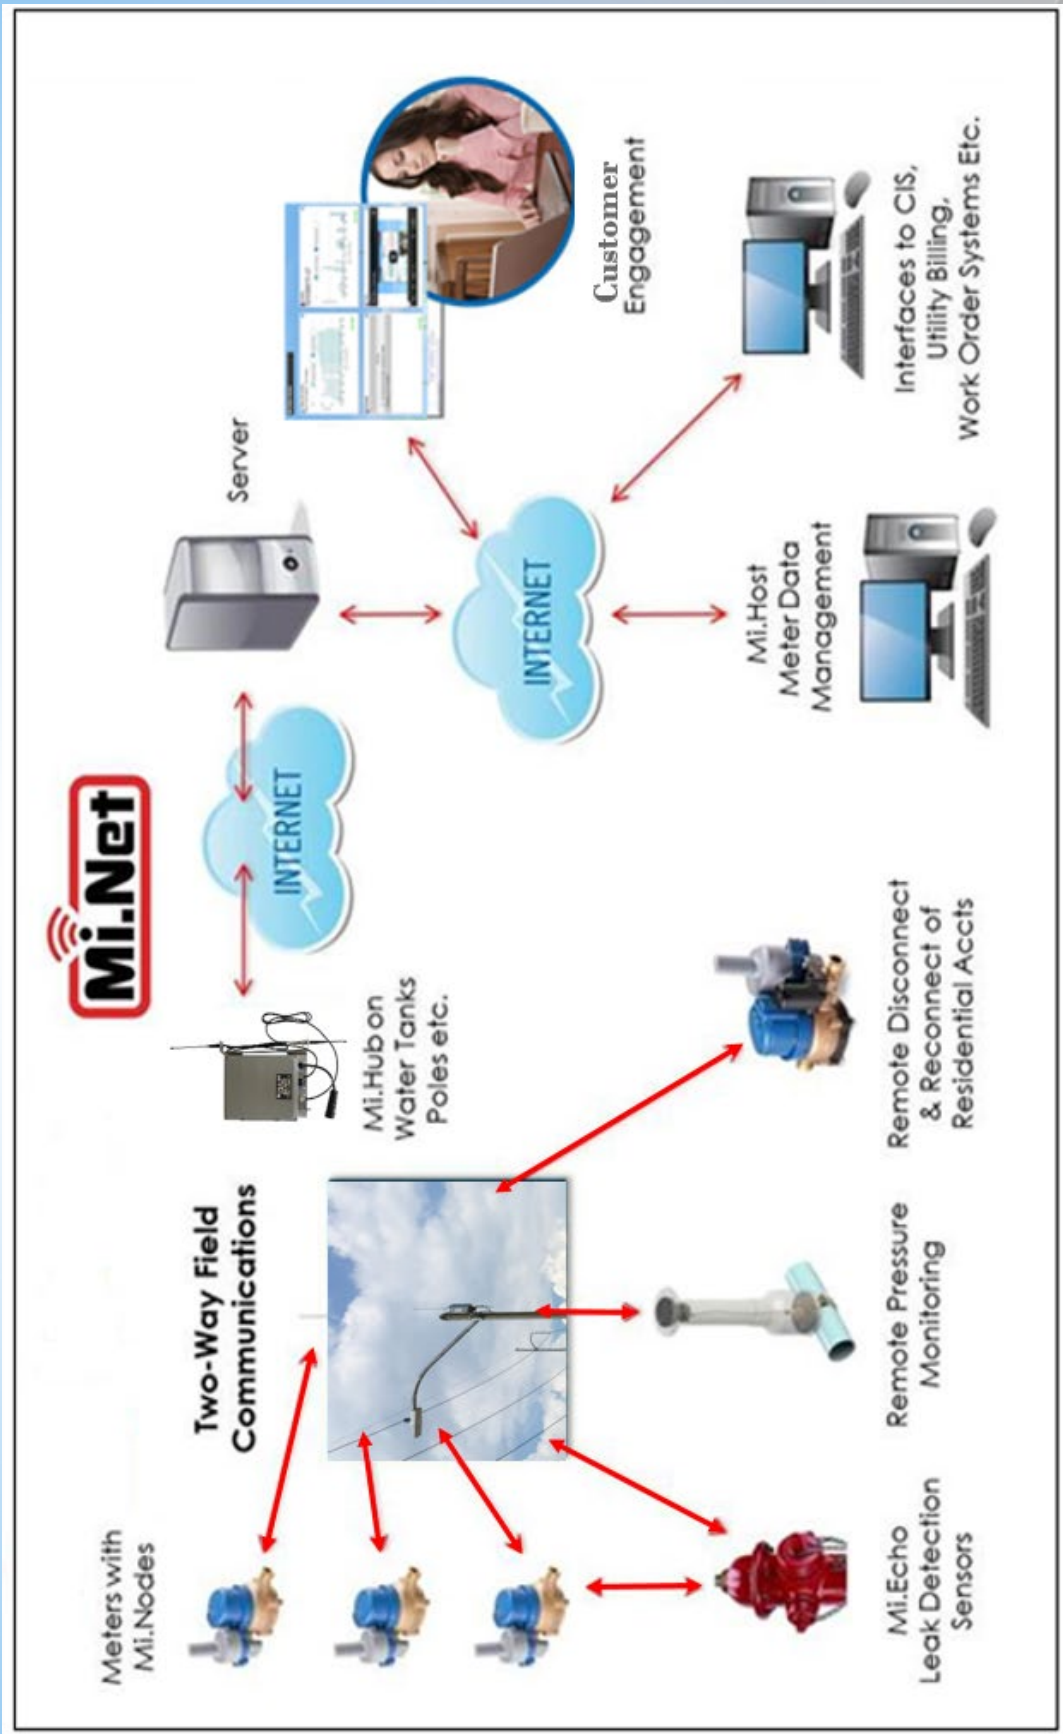 Mi.Net
Meters with
Mi.Nodes
Two-Way Field
Communications
Mi.Hub on
Water Tanks
Poles etc.
INTERNET
Server
INTERNET
Customer
Engagement
Mi.Echo
Leak Detection
Sensors
Remote Pressure
Monitoring
Remote Disconnect
& Reconnect of
Residential Accts
Mi.Host
Meter Data
Management
Interfaces to CIS,
Utility Billing,
Work Order Systems Etc.